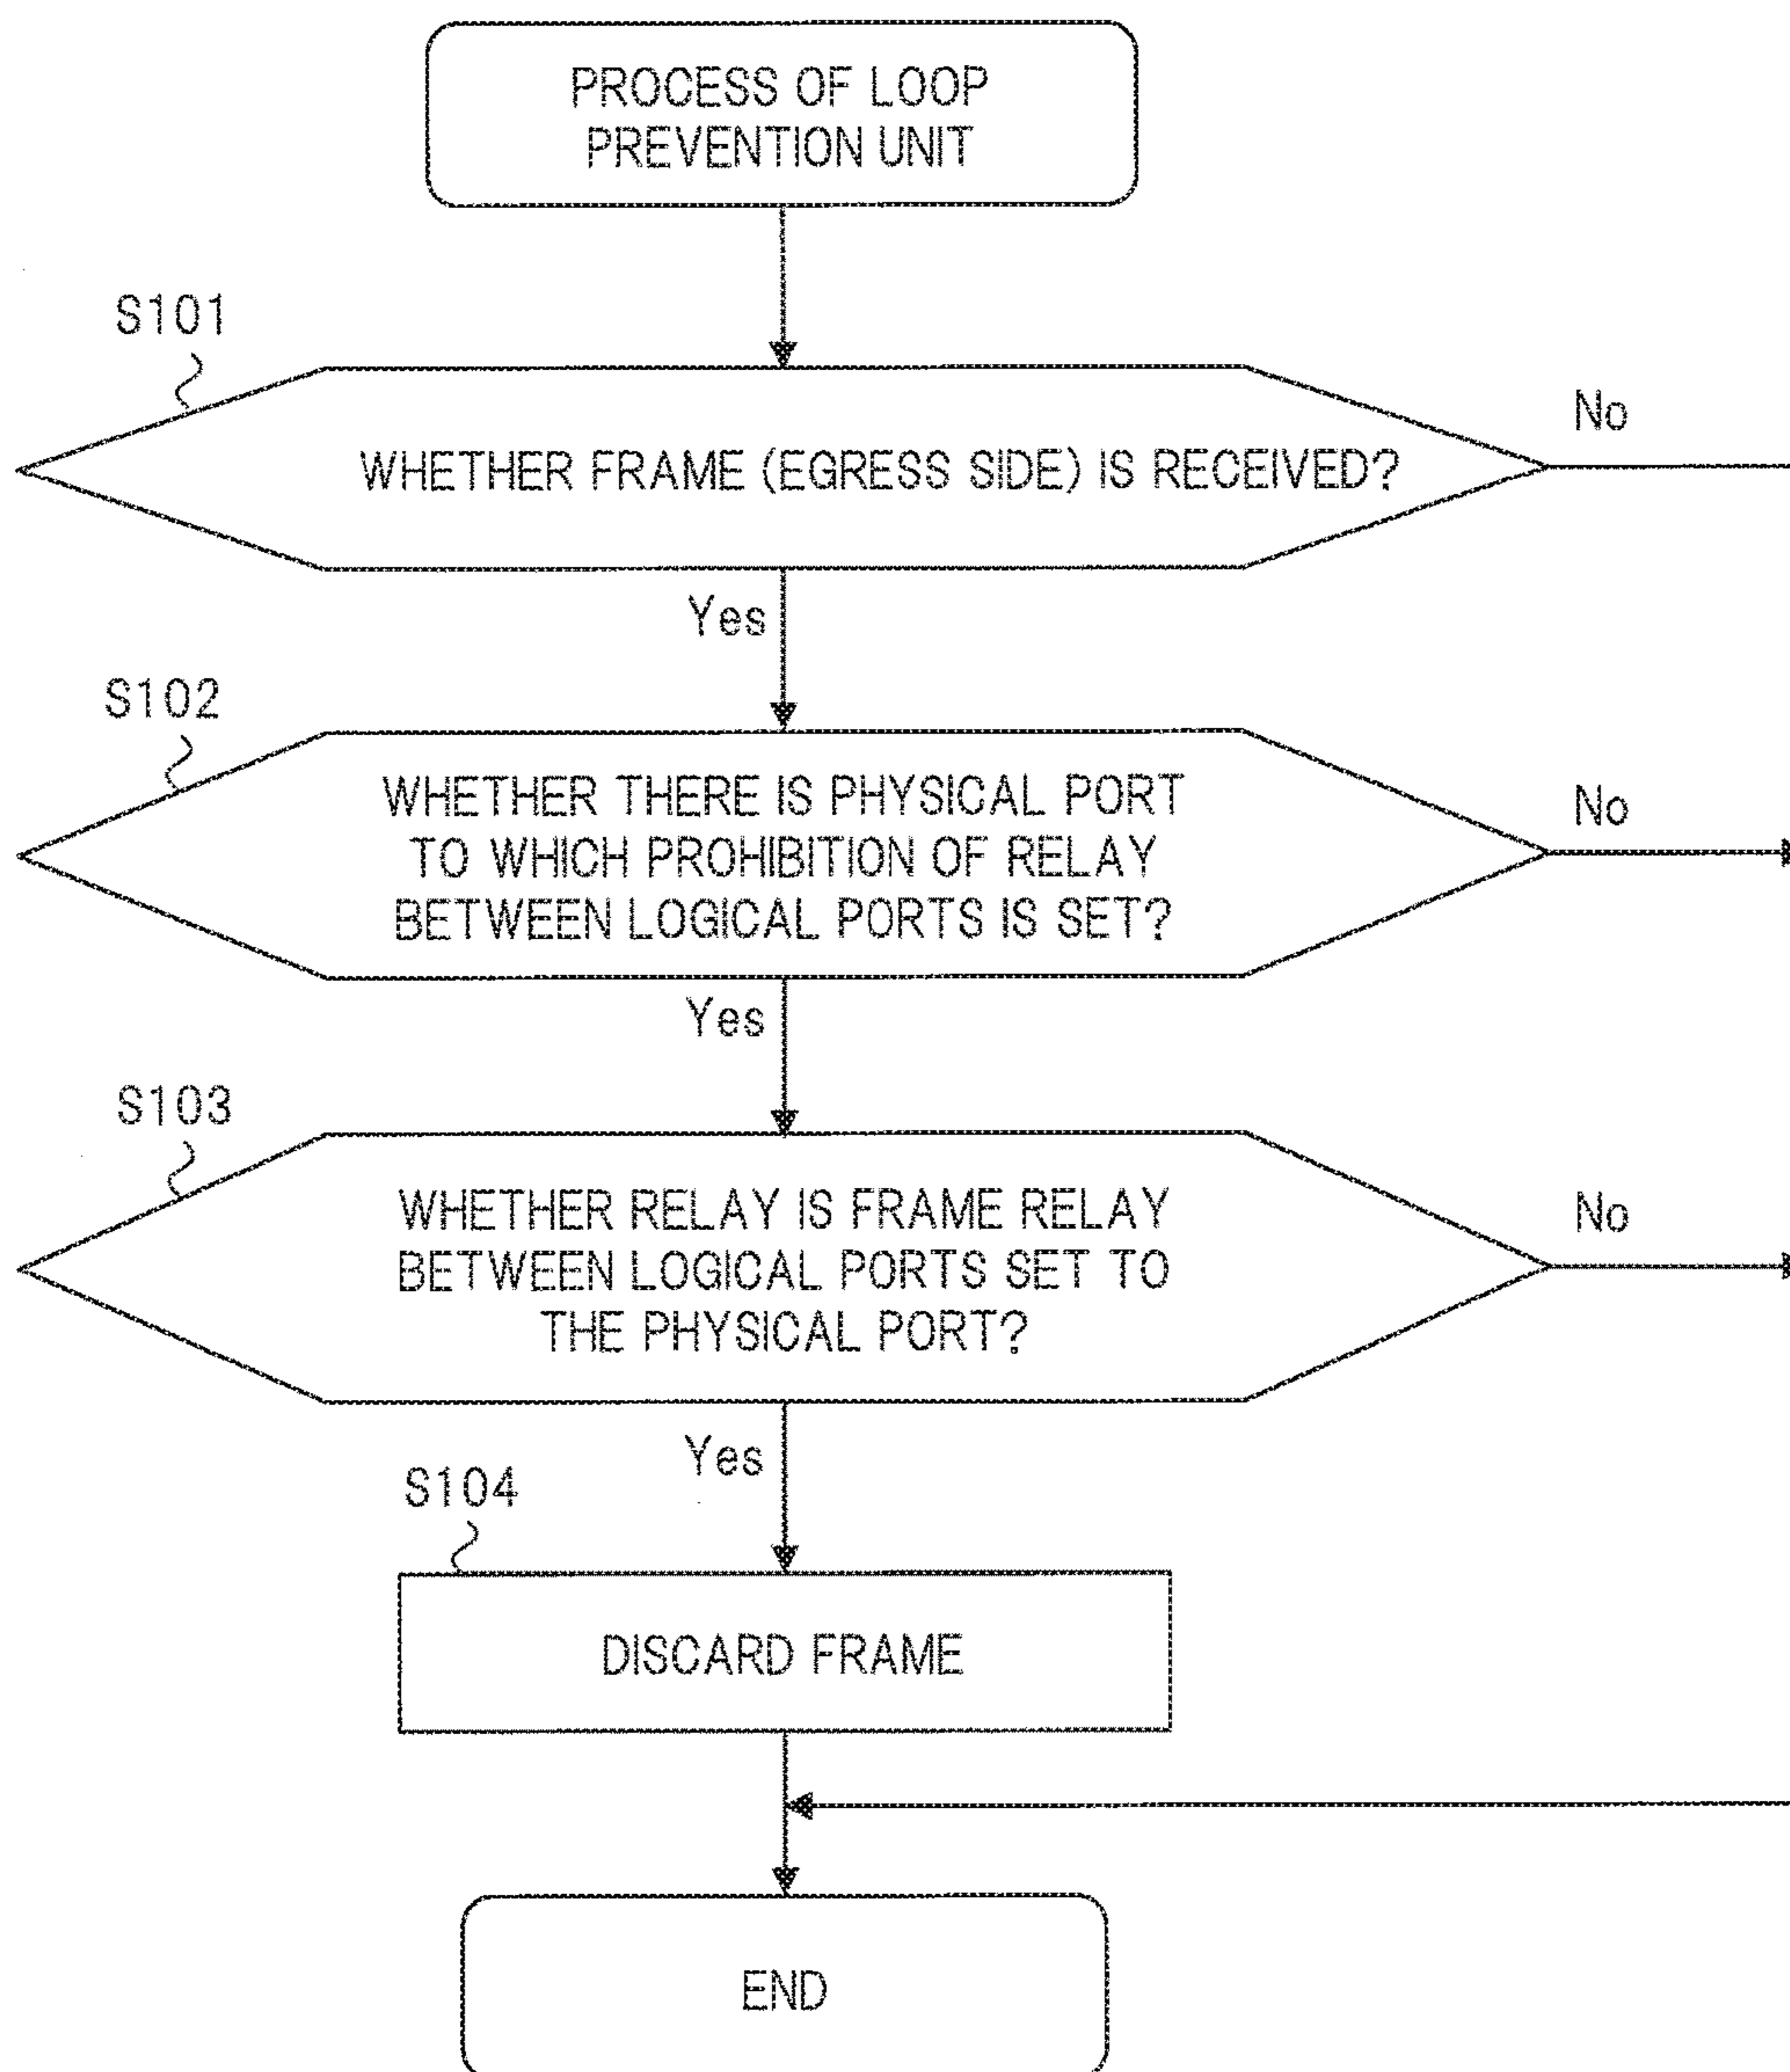 PROCESS OF LOOP
PREVENTION UNIT
S101
WHETHER FRAME (EGRESS SIDE) IS RECEIVED?
No
Yes
S102
WHETHER THERE IS PHYSICAL PORT
TO WHICH PROHIBITION OF RELAY
BETWEEN LOGICAL PORTS IS SET?
No
Yes
S103
WHETHER RELAY IS FRAME RELAY
BETWEEN LOGICAL PORTS SET TO
THE PHYSICAL PORT?
No
Yes
S104
DISCARD FRAME
END